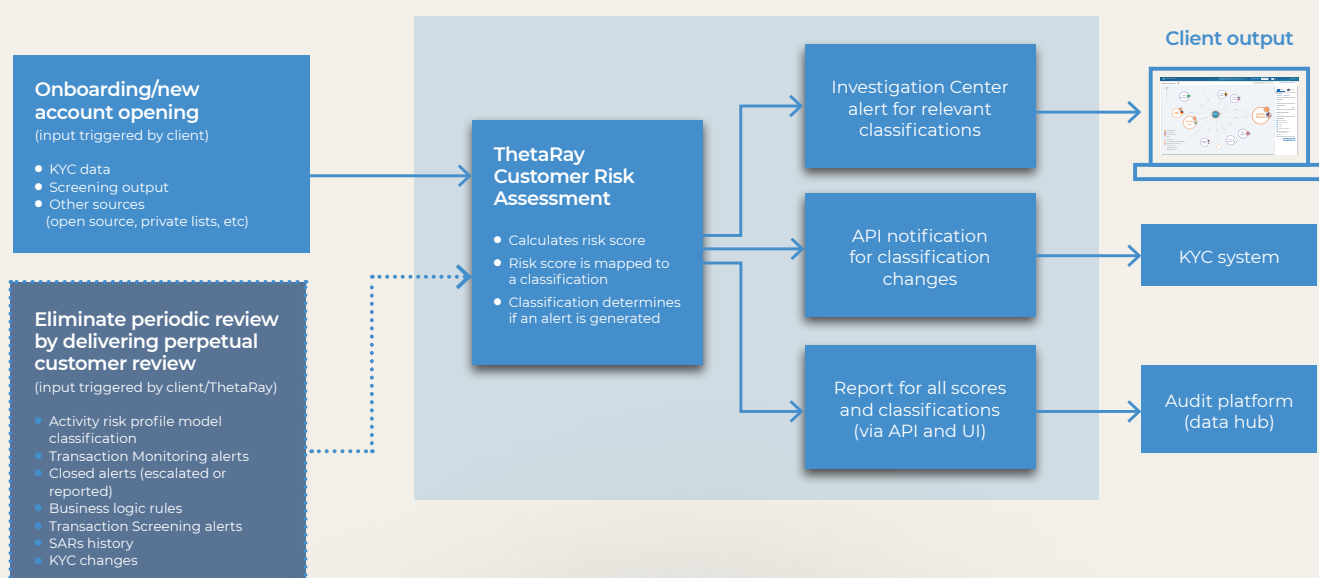 Onboarding/new
account opening
(input triggered by client)
KYC data
Screening output
Other sources
(open source, private lists, etc)
Eliminate periodic review
by delivering perpetual
customer review
(input triggered by client/ThetaRay)
Activity risk profile model
classification
Transaction Monitoring alerts
Closed alerts (escalated or
reported)
Business logic rules
Transaction Screening alerts
SARs history
KYC changes
ThetaRay
Customer Risk
Assessment
Calculates risk score
Risk score is mapped to
a classification
Classification determines
if an alert is generated
Investigation Center
alert for relevant
classifications
API notification
for classification
changes
Report for all scores
and classifications
(via API and UI)
Client output
KYC system
Audit platform
(data hub)